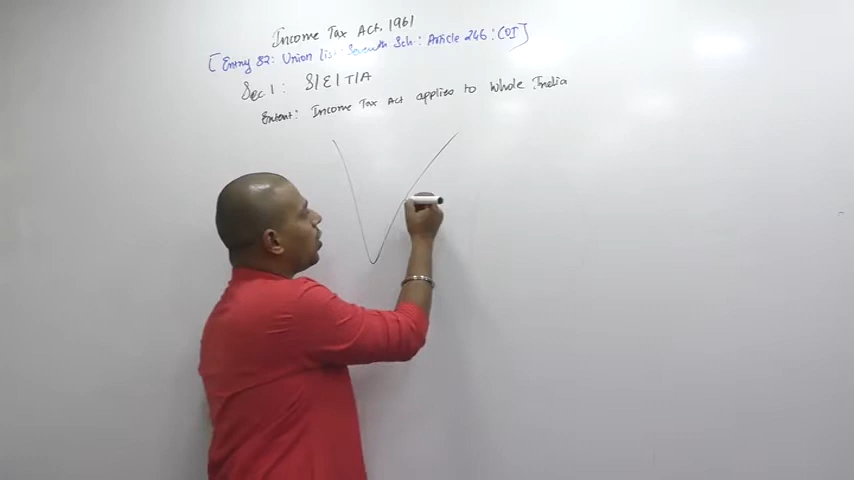 Income Tax Act, 1961
[Entry 82: Union List: Seventh Sch: Article 246: COI]
Sec 1: S/E/T/A
Extent: Income Tax Act applies to Whole India